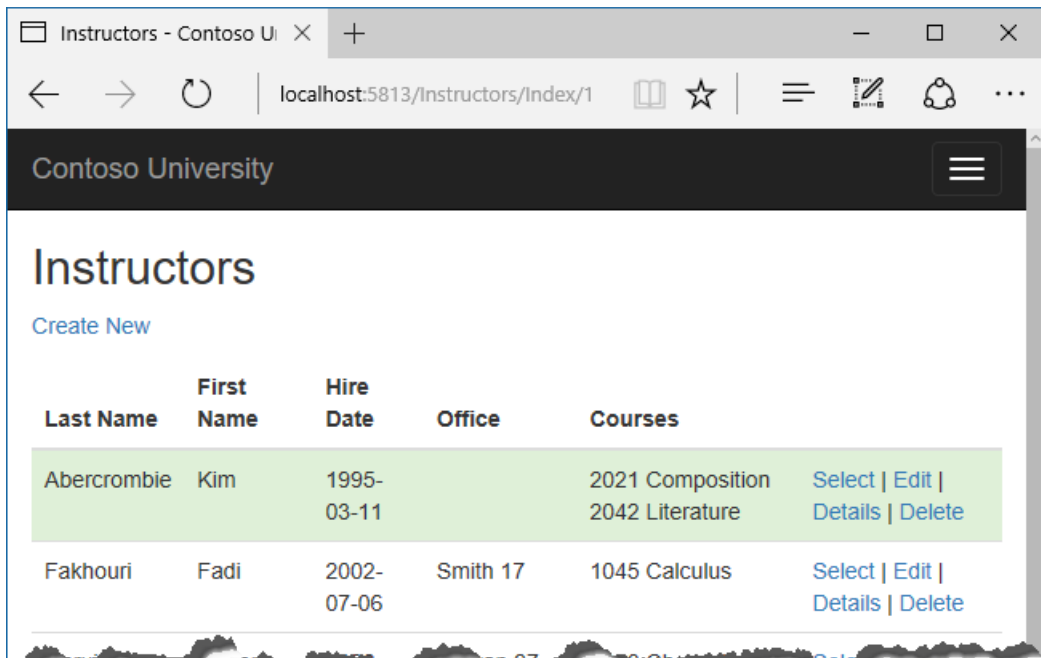 Instructors - Contoso U
localhost:5813/Instructors/Index/1
Contoso University
Instructors
Create New
Last Name First Name Hire Date Office Courses
Abercrombie Kim 1995- 2021 Composition Select | Edit |
03-11 2042 Literature Details | Delete
Fakhouri Fadi 2002- Smith 17 1045 Calculus Select | Edit |
07-06 Details | Delete